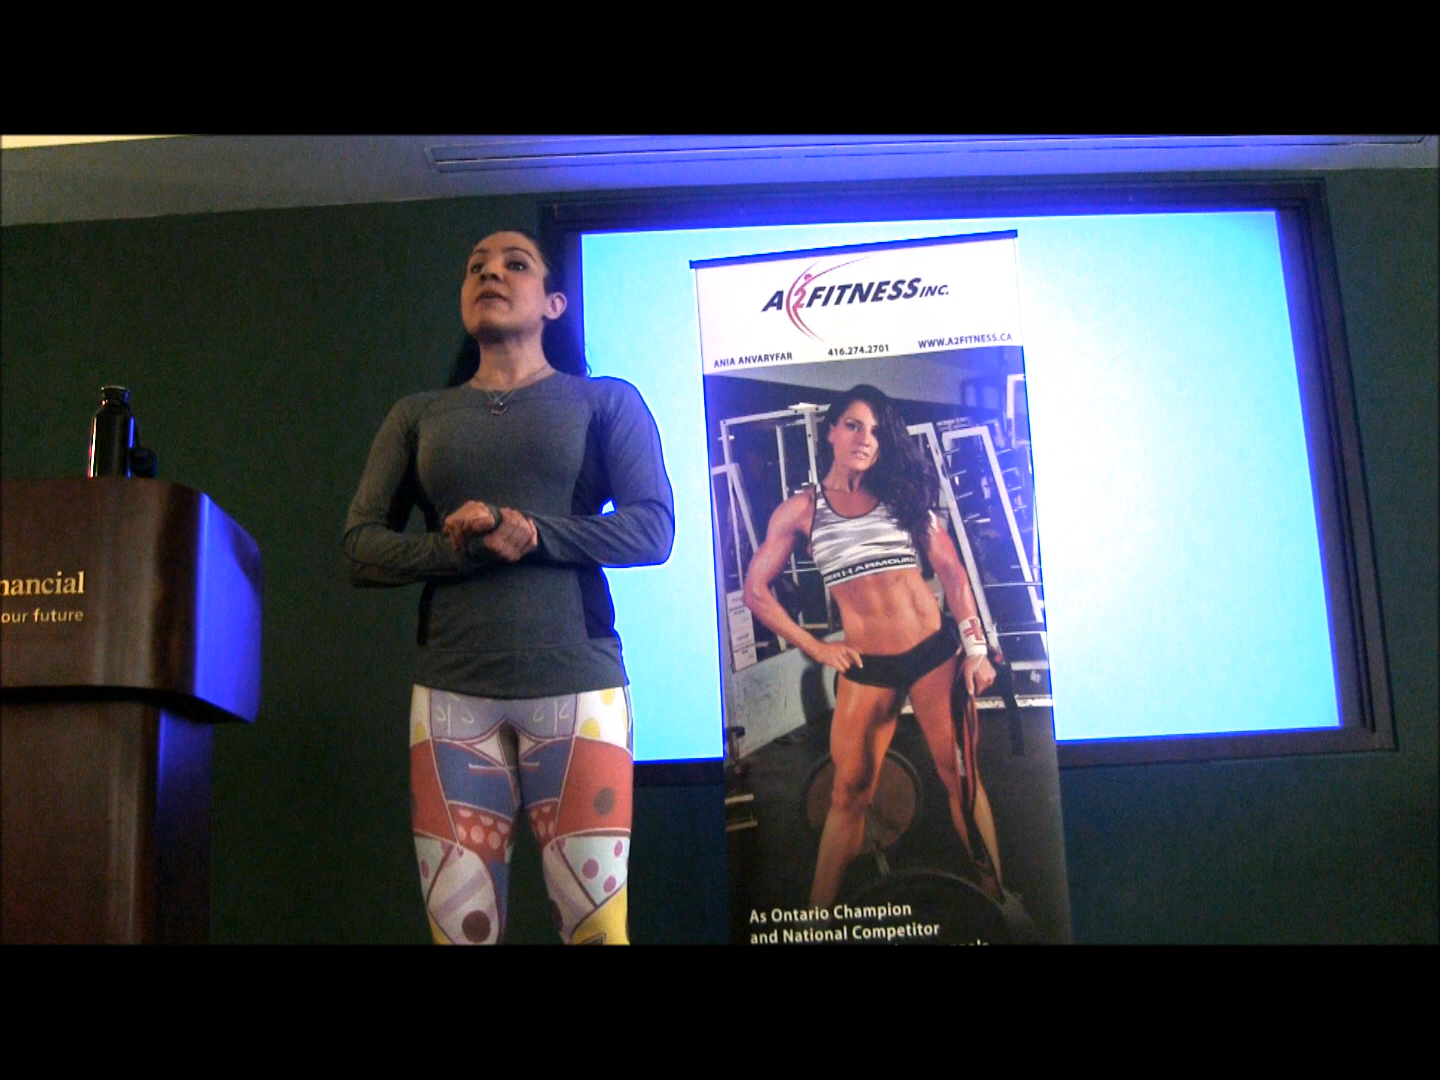 A2FITNESS INC.
ANIA ANVARYFAR 416.274.2701 WWW.A2FITNESS.CA
ARMOUR
nancial
our future
As Ontario Champion
and National Competitor